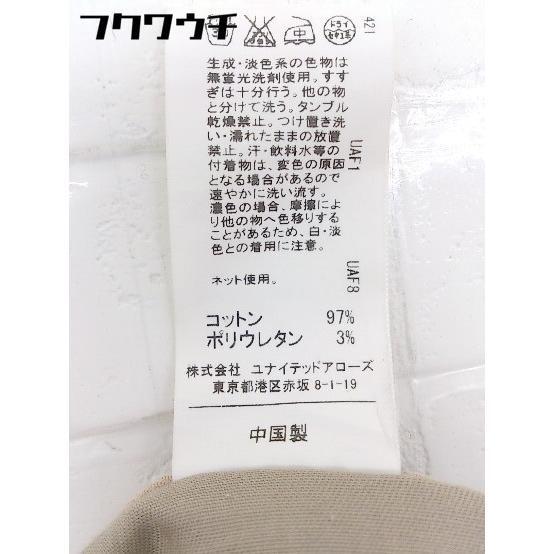 フクワウチ
ドライ
セキユ系
421
生成・淡色系の色物は
無蛍光洗剤使用。すす
ぎは十分行う。他の物
と分けて洗う。タンブル
乾燥禁止。つけ置き洗
い・濡れたままの放置
禁止。汗・飲料水等の
付着物は、変色の原因
となる場合があるので
速やかに洗い流す。
濃色の場合、摩擦によ
り他の物へ色移りする
ことがあるため、白・淡
色との着用に注意。
UAF1
ネット使用。
UAF8
コットン 97%
ポリウレタン 3%
株式会社 ユナイテッドアローズ
東京都港区赤坂 8-1-19
中国製